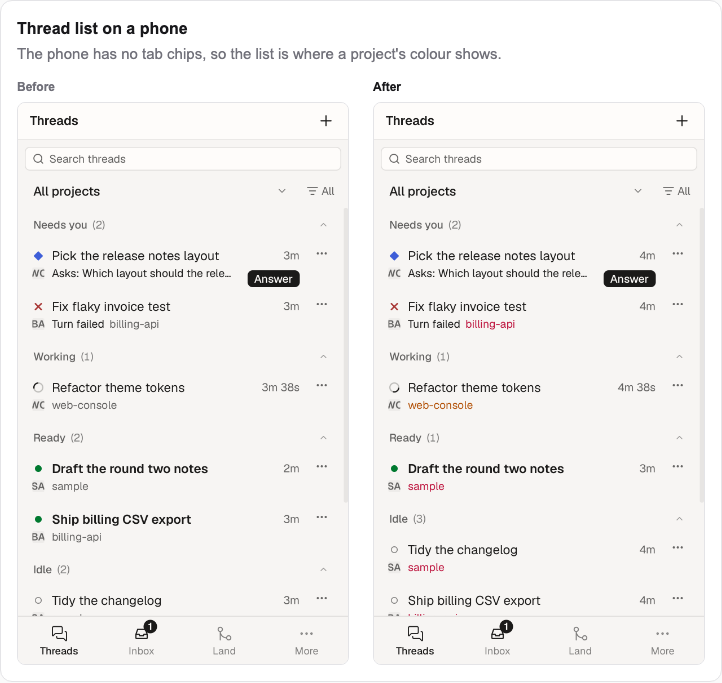 Thread list on a phone
The phone has no tab chips, so the list is where a project's colour shows.
Before
Threads
Search threads
All projects
All
Needs you (2)
Pick the release notes layout 3m
WC Asks: Which layout should the rele… Answer
Fix flaky invoice test 3m
BA Turn failed billing-api
Working (1)
Refactor theme tokens 3m 38s
WC web-console
Ready (2)
Draft the round two notes 2m
SA sample
Ship billing CSV export 3m
BA billing-api
Idle (2)
Tidy the changelog 3m
1
Threads Inbox Land More
After
Threads
Search threads
All projects
All
Needs you (2)
Pick the release notes layout 4m
WC Asks: Which layout should the rele… Answer
Fix flaky invoice test 4m
BA Turn failed billing-api
Working (1)
Refactor theme tokens 4m 38s
WC web-console
Ready (1)
Draft the round two notes 3m
SA sample
Idle (3)
Tidy the changelog 4m
SA sample
Ship billing CSV export 4m
1
Threads Inbox Land More